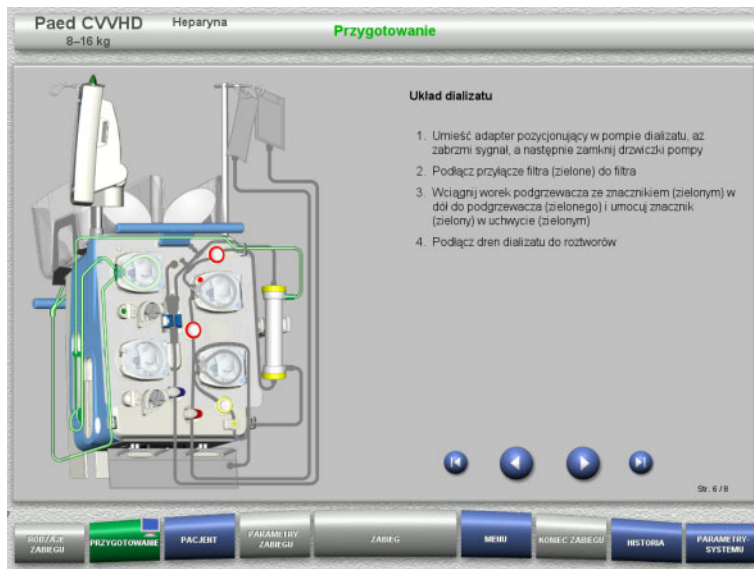 Paed CVVHD Heparyna
8–16 kg
Przygotowanie
Układ dializatu
1. Umieść adapter pozycjonujący w pompie dializatu, aż
zabrzmi sygnał, a następnie zamknij drzwiczki pompy
2. Podłącz przyłącze filtra (zielone) do filtra
3. Wciągnij worek podgrzewacza ze znacznikiem (zielonym) w
dół do podgrzewacza (zielonego) i umocuj znacznik
(zielony) w uchwycie (zielonym)
4. Podłącz dren dializatu do roztworów
Str. 6 / 8
RODZAJE ZABIEGU
PRZYGOTOWANIE
PACJENT
PARAMETRY ZABIEGU
ZABIEG
MENU
KONIEC ZABIEGU
HISTORIA
PARAMETRY-SYSTEMU